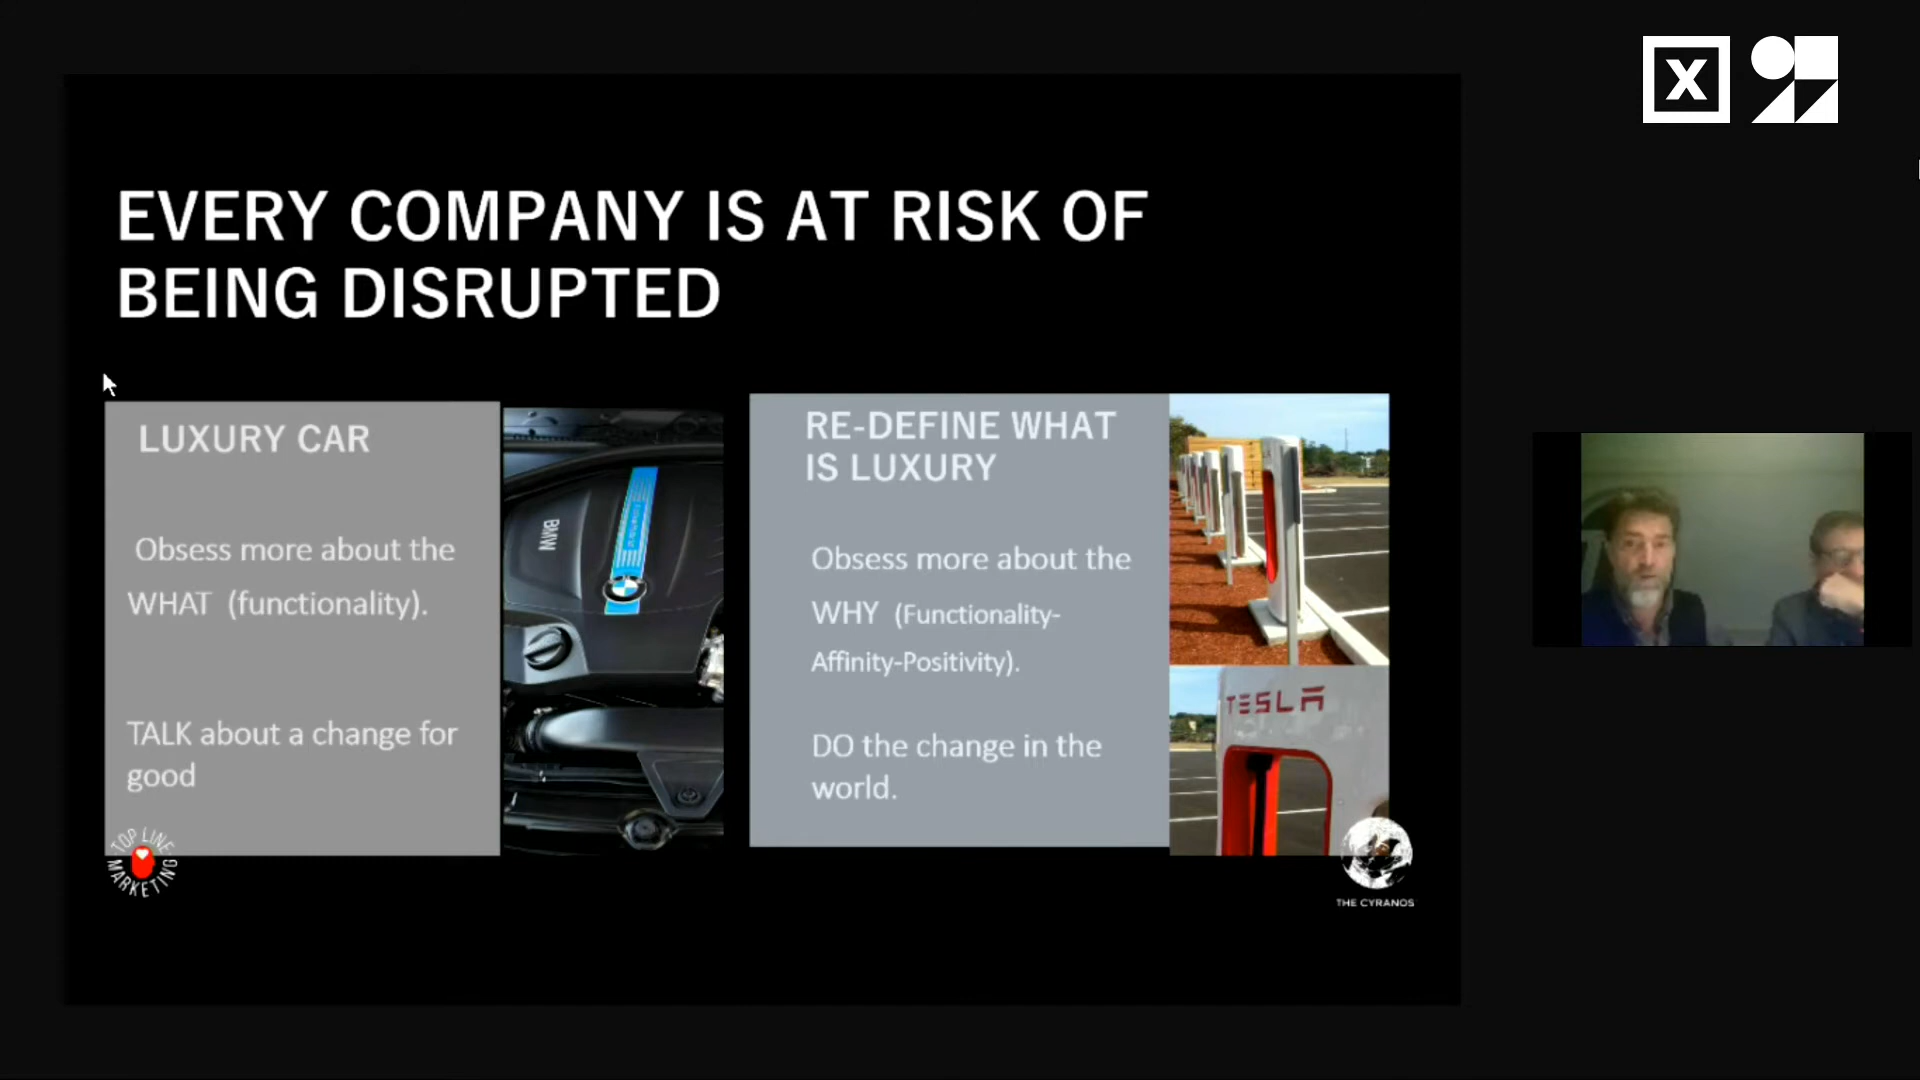 X
EVERY COMPANY IS AT RISK OF
BEING DISRUPTED
LUXURY CAR
Obsess more about the
WHAT (functionality).
TALK about a change for
good
BMW
RE-DEFINE WHAT
IS LUXURY
Obsess more about the
WHY (Functionality-
Affinity-Positivity).
DO the change in the
world.
TESLA
TOP LINE
MARKETING
THE CYRANOS